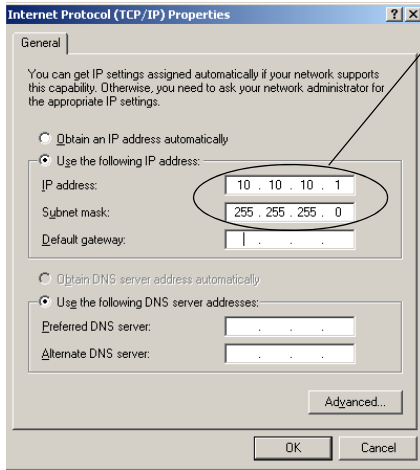 Internet Protocol (TCP/IP) Properties
General
You can get IP settings assigned automatically if your network supports
this capability. Otherwise, you need to ask your network administrator for
the appropriate IP settings.
Obtain an IP address automatically
Use the following IP address:
IP address: 10 . 10 . 10 . 1
Subnet mask: 255 . 255 . 255 . 0
Default gateway: . . .
Obtain DNS server address automatically
Use the following DNS server addresses:
Preferred DNS server: . . .
Alternate DNS server: . . .
Advanced...
OK Cancel